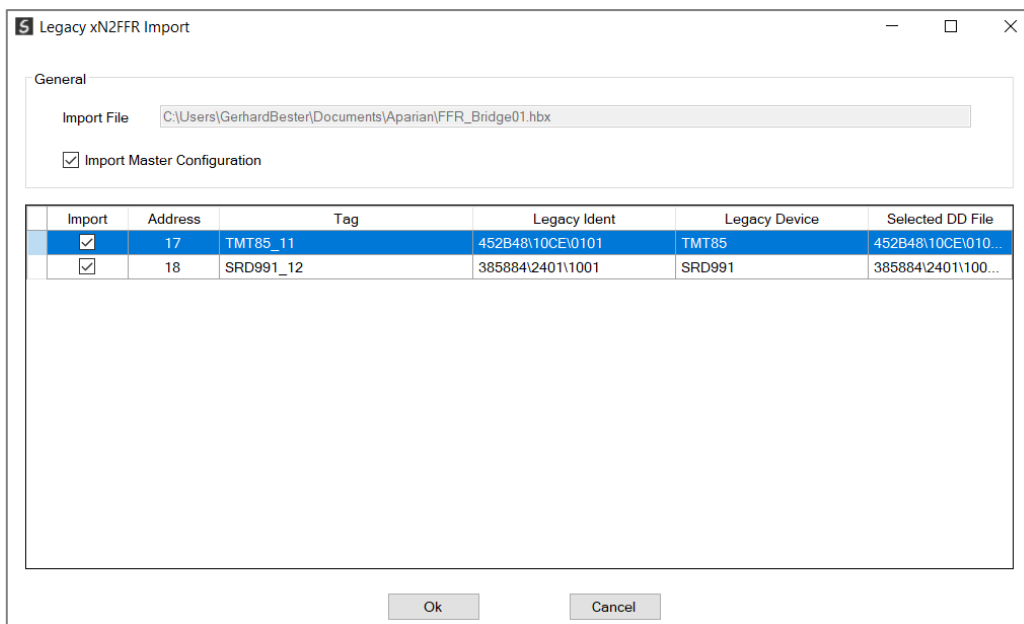 Legacy xN2FFR Import
General
Import File C:\Users\GerhardBester\Documents\Aparian\FFR_Bridge01.hbx
Import Master Configuration
Import Address Tag Legacy Ident Legacy Device Selected DD File
17 TMT85_11 452B48\10CE\0101 TMT85 452B48\10CE\010...
18 SRD991_12 385884\2401\1001 SRD991 385884\2401\100...
Ok Cancel